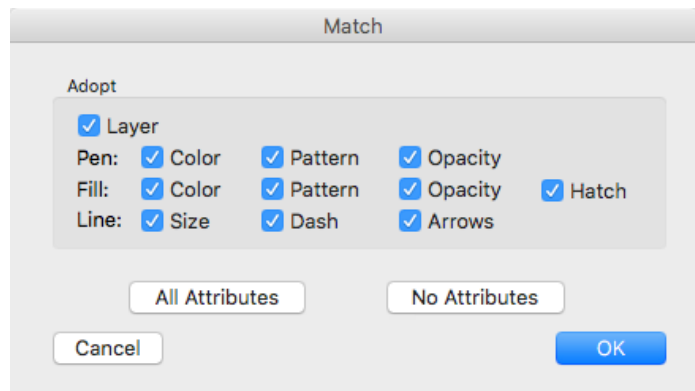 Match
Adopt
Layer
Pen: Color Pattern Opacity
Fill: Color Pattern Opacity Hatch
Line: Size Dash Arrows
All Attributes No Attributes
Cancel OK